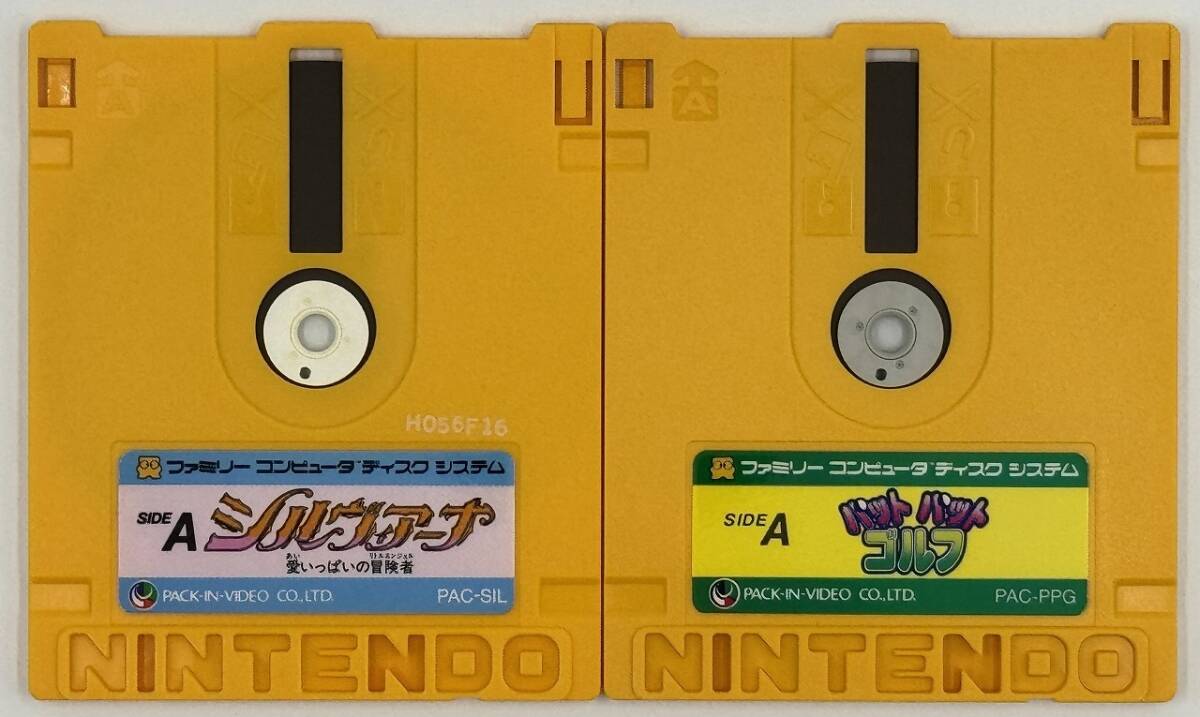 A
H056F16
ファミリー コンピュータ ディスク システム
SIDE A
シルヴァーナ
あい リトルエンジェル
愛いっぱいの冒険者
PACK-IN-VIDEO CO., LTD. PAC-SIL
NINTENDO
A
ファミリー コンピュータ ディスク システム
SIDE A
パット パット
ゴルフ
PACK-IN-VIDEO CO., LTD. PAC-PPG
NINTENDO